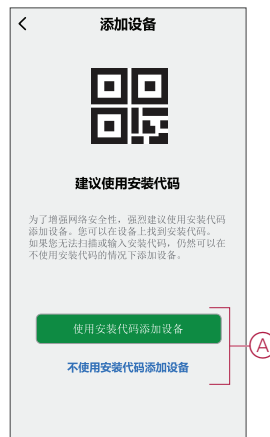 添加设备
建议使用安装代码
为了增强网络安全性，强烈建议使用安装代码
添加设备。您可以在设备上找到安装代码。
如果您无法扫描或输入安装代码，仍然可以在
不使用安装代码的情况下添加设备。
使用安装代码添加设备
A
不使用安装代码添加设备